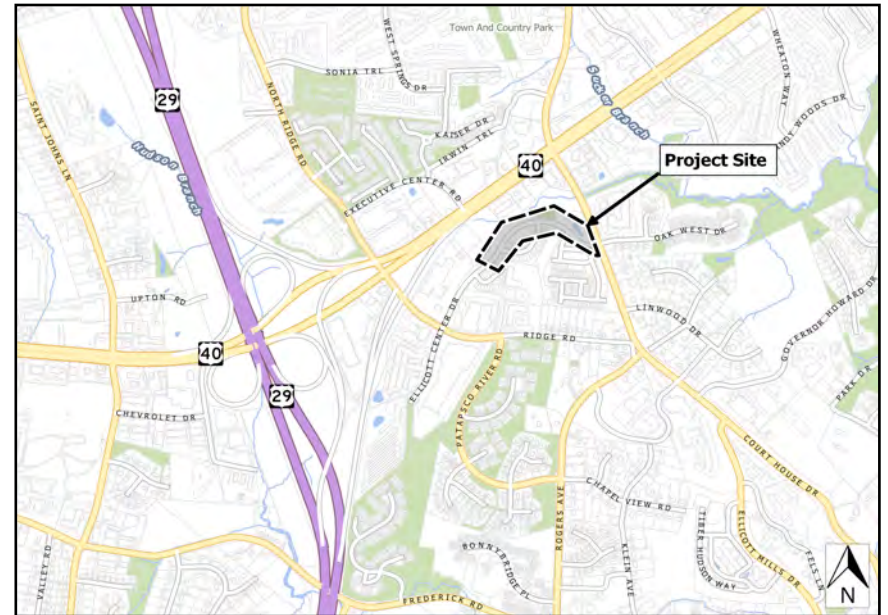 Town And Country Park
WEST SPRINGS DR
WHEATON WAY
SONIA TRL
29
SAINT JOHNS LN
NORTH RIDGE RD
Sucker Branch
KAISER DR
IRWIN TRL
Hudson Branch
40
Project Site
EXECUTIVE CENTER RD
OAK WEST DR
UPTON RD
LINWOOD DR
GOVERNOR HOWARD DR
RIDGE RD
40
ELLICOTT CENTER DR
PARK DR
29
CHEVROLET DR
PATAPSCO RIVER RD
COURT HOUSE DR
CHAPEL VIEW RD
ROGERS AVE
TIBER HUDSON WAY
ELLICOTT MILLS DR
FELS LN
BONNYBRIDGE PL
KLEIN AVE
VALLEY RD
FREDERICK RD
N